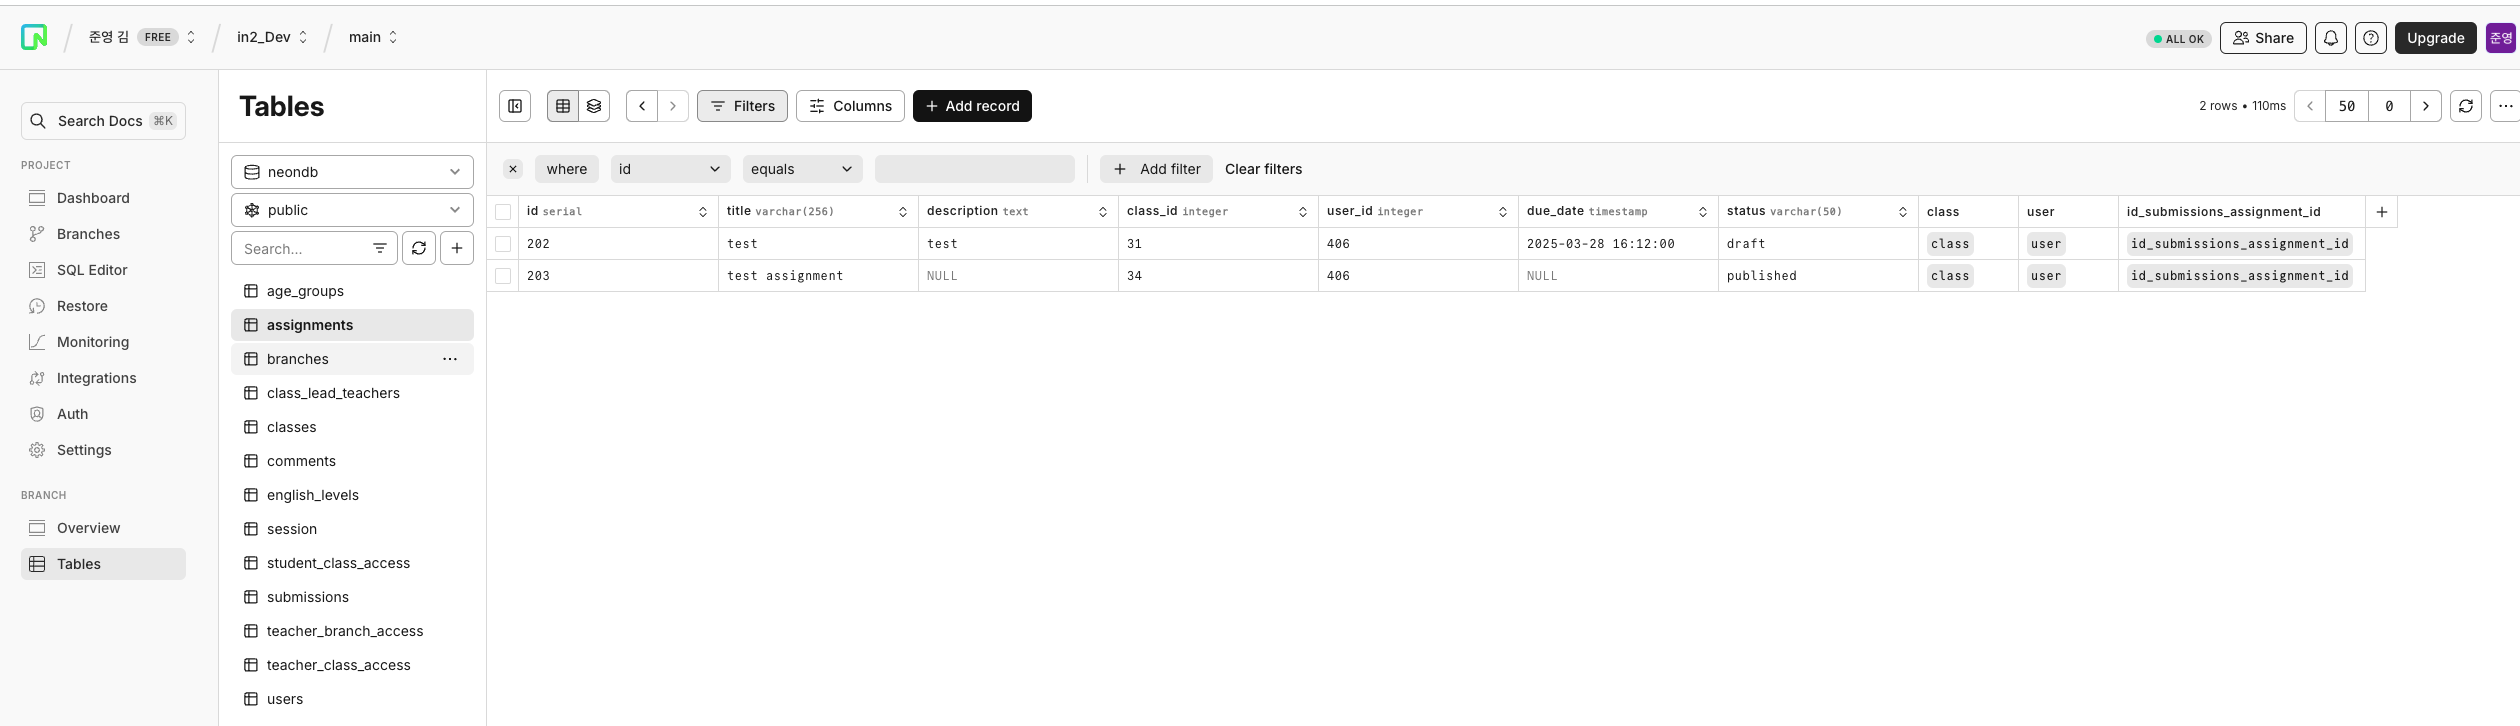 준영 김 FREE in2_Dev main ALL OK Share Upgrade 준영
Search Docs ⌘K
PROJECT
Dashboard
Branches
SQL Editor
Restore
Monitoring
Integrations
Auth
Settings
BRANCH
Overview
Tables
Tables
neondb
public
Search...
age_groups
assignments
branches
class_lead_teachers
classes
comments
english_levels
session
student_class_access
submissions
teacher_branch_access
teacher_class_access
users
Filters Columns + Add record 2 rows • 110ms 50 0
where id equals + Add filter Clear filters
id serial title varchar(256) description text class_id integer user_id integer due_date timestamp status varchar(50) class user id_submissions_assignment_id
202 test test 31 406 2025-03-28 16:12:00 draft class user id_submissions_assignment_id
203 test assignment NULL 34 406 NULL published class user id_submissions_assignment_id